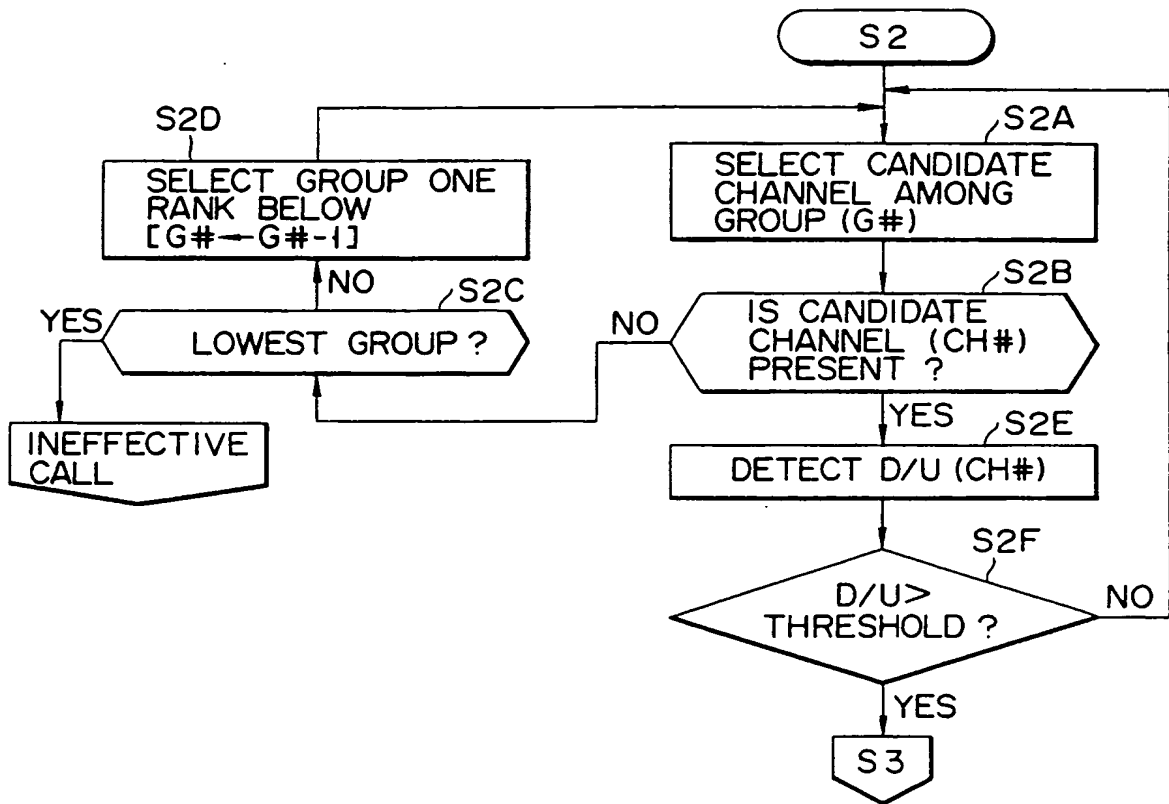 S2
S2D
S2A
SELECT GROUP ONE
RANK BELOW
[G#←G#-1]
SELECT CANDIDATE
CHANNEL AMONG
GROUP (G#)
NO
S2C
S2B
YES
LOWEST GROUP?
NO
IS CANDIDATE
CHANNEL (CH#)
PRESENT ?
YES
INEFFECTIVE
CALL
S2E
DETECT D/U (CH#)
S2F
D/U>
THRESHOLD ?
NO
YES
S3